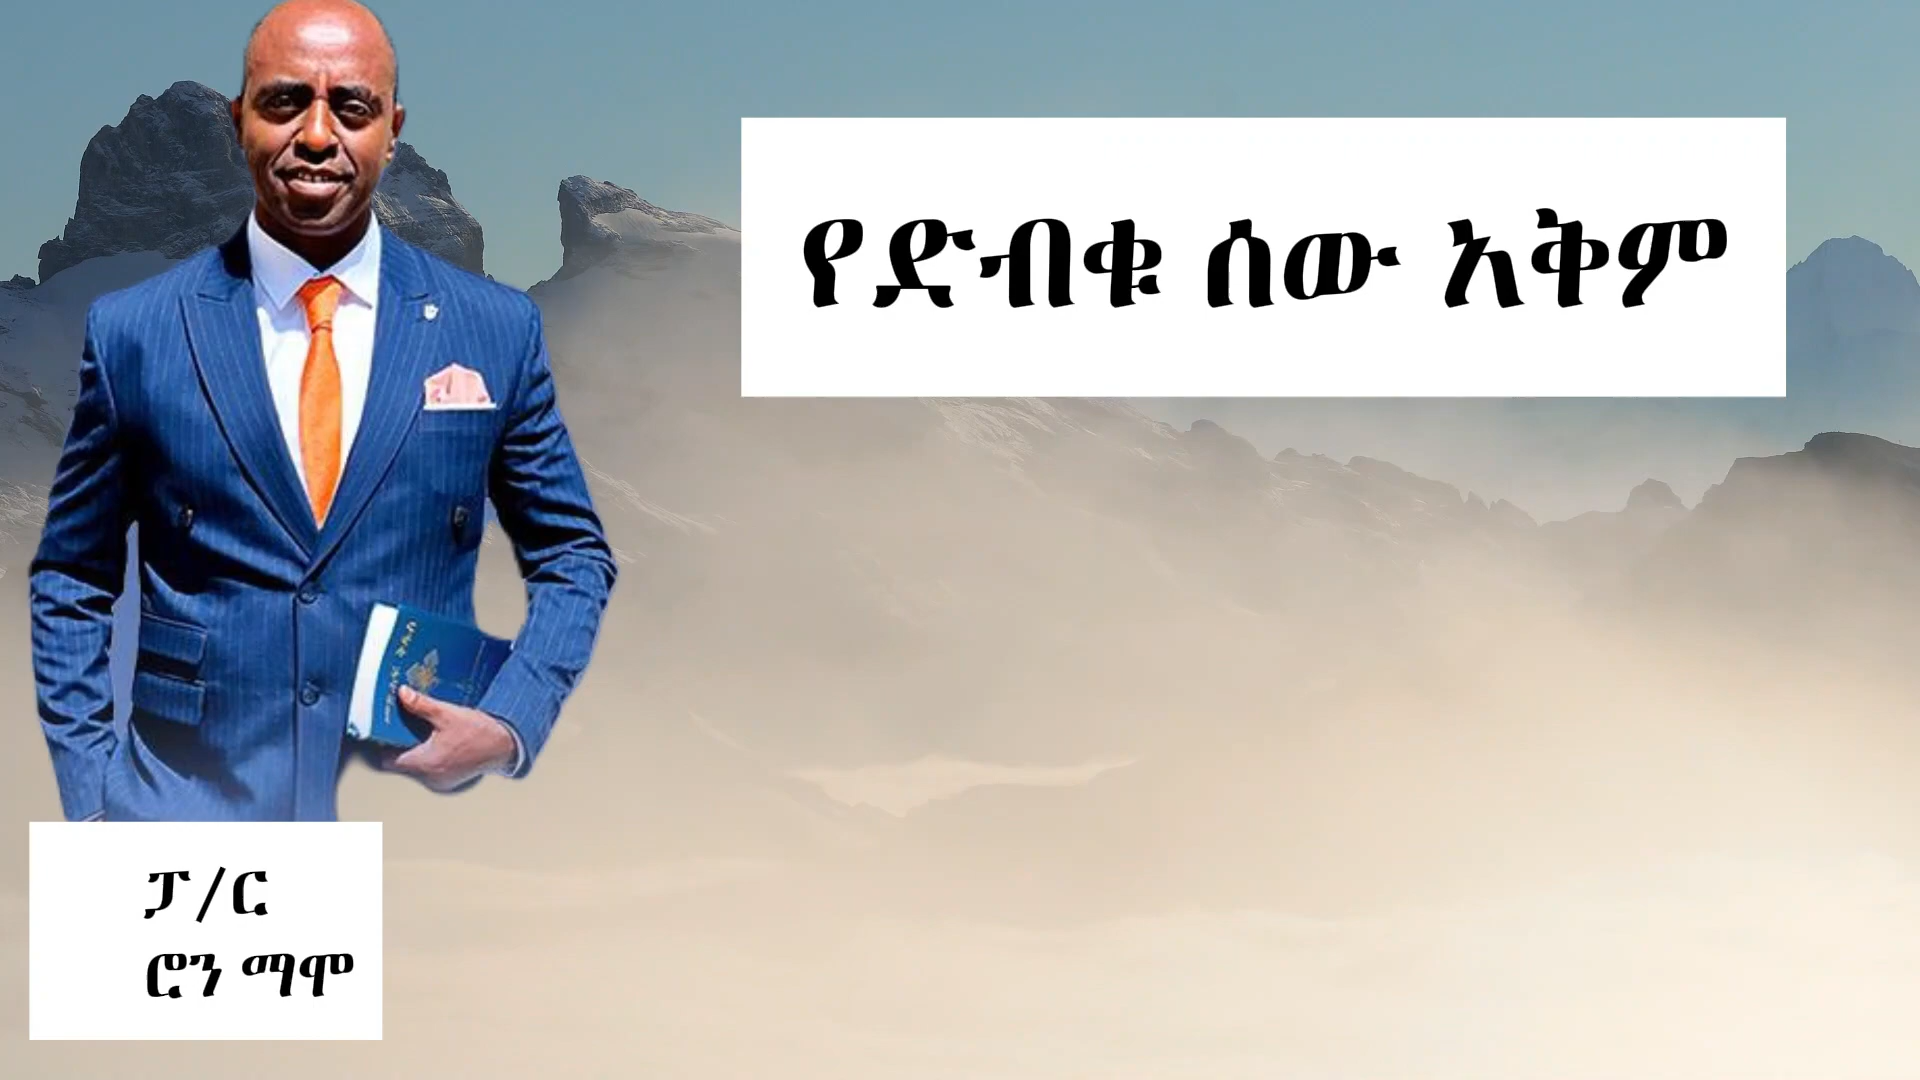 የድብቁ ሰው አቅም
ፓ/ር
ሮን ማሞ